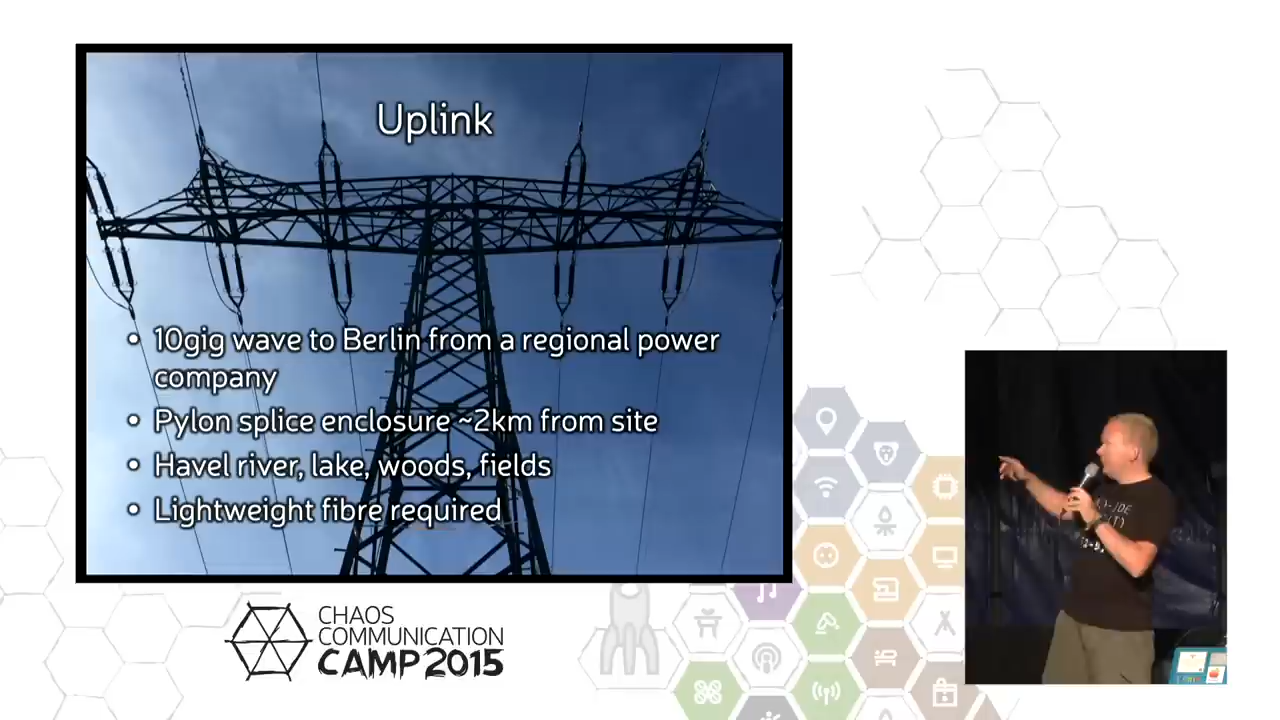 Uplink
• 10gig wave to Berlin from a regional power
company
• Pylon splice enclosure ~2km from site
• Havel river, lake, woods, fields
• Lightweight fibre required
CHAOS
COMMUNICATION
CAMP 2015